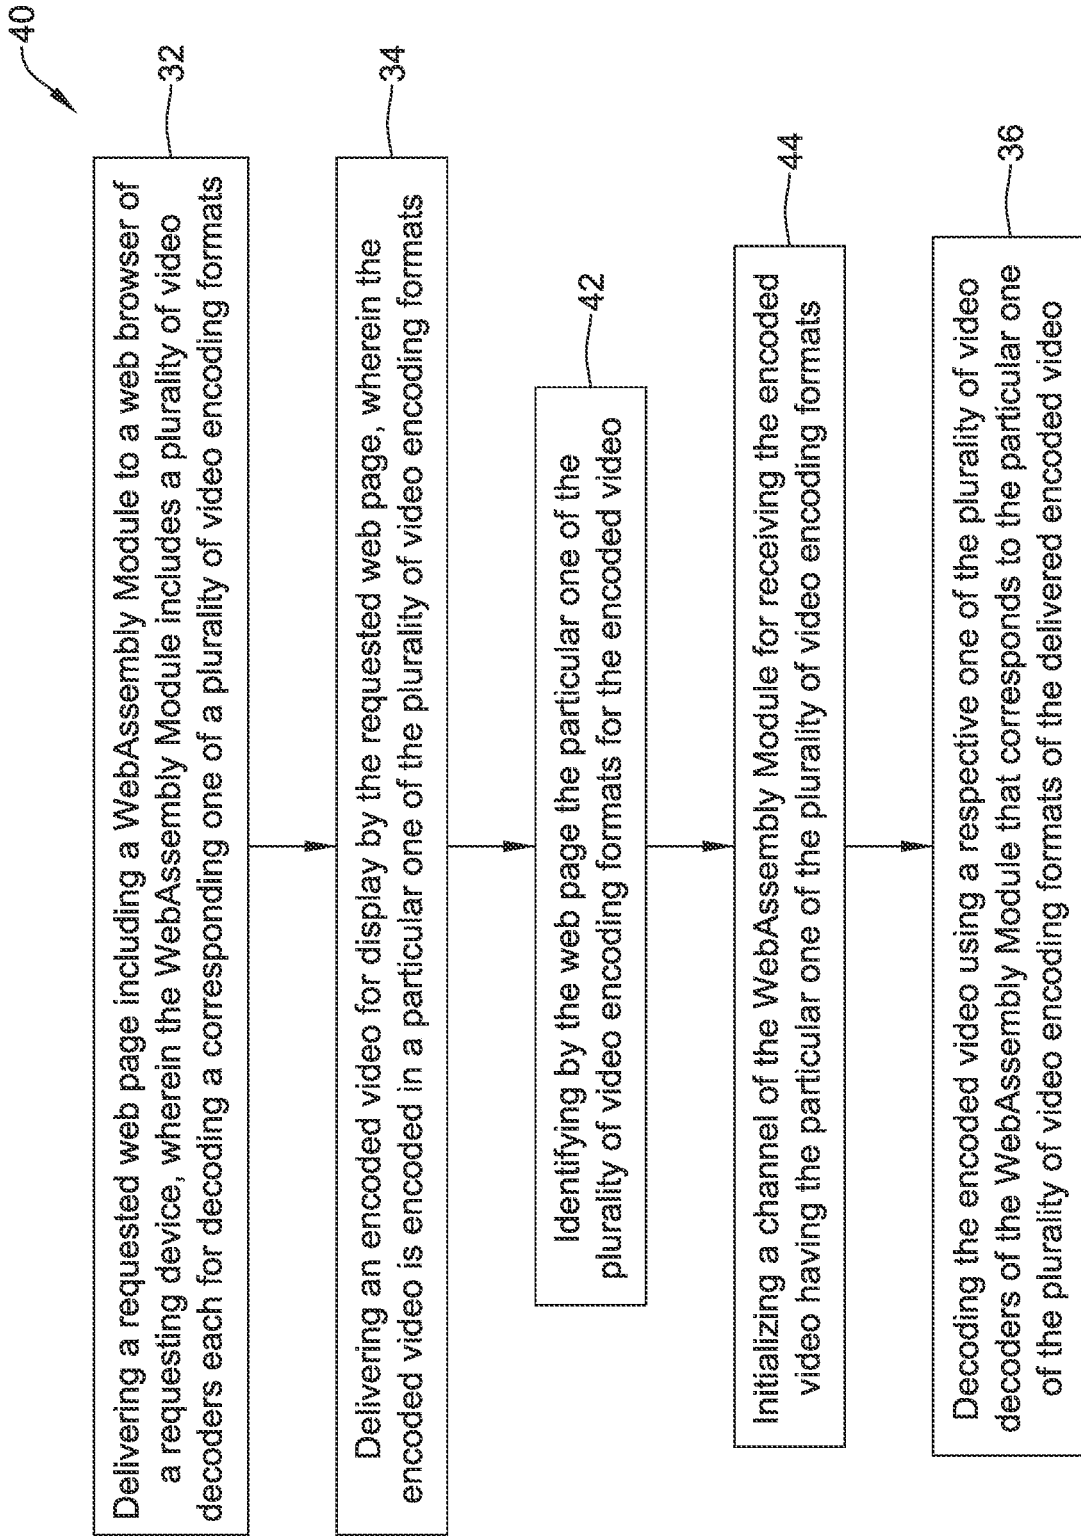 40
Delivering a requested web page including a WebAssembly Module to a web browser of
a requesting device, wherein the WebAssembly Module includes a plurality of video
decoders each for decoding a corresponding one of a plurality of video encoding formats
32
Delivering an encoded video for display by the requested web page, wherein the
encoded video is encoded in a particular one of the plurality of video encoding formats
34
Identifying by the web page the particular one of the
plurality of video encoding formats for the encoded video
42
Initializing a channel of the WebAssembly Module for receiving the encoded
video having the particular one of the plurality of video encoding formats
44
Decoding the encoded video using a respective one of the plurality of video
decoders of the WebAssembly Module that corresponds to the particular one
of the plurality of video encoding formats of the delivered encoded video
36